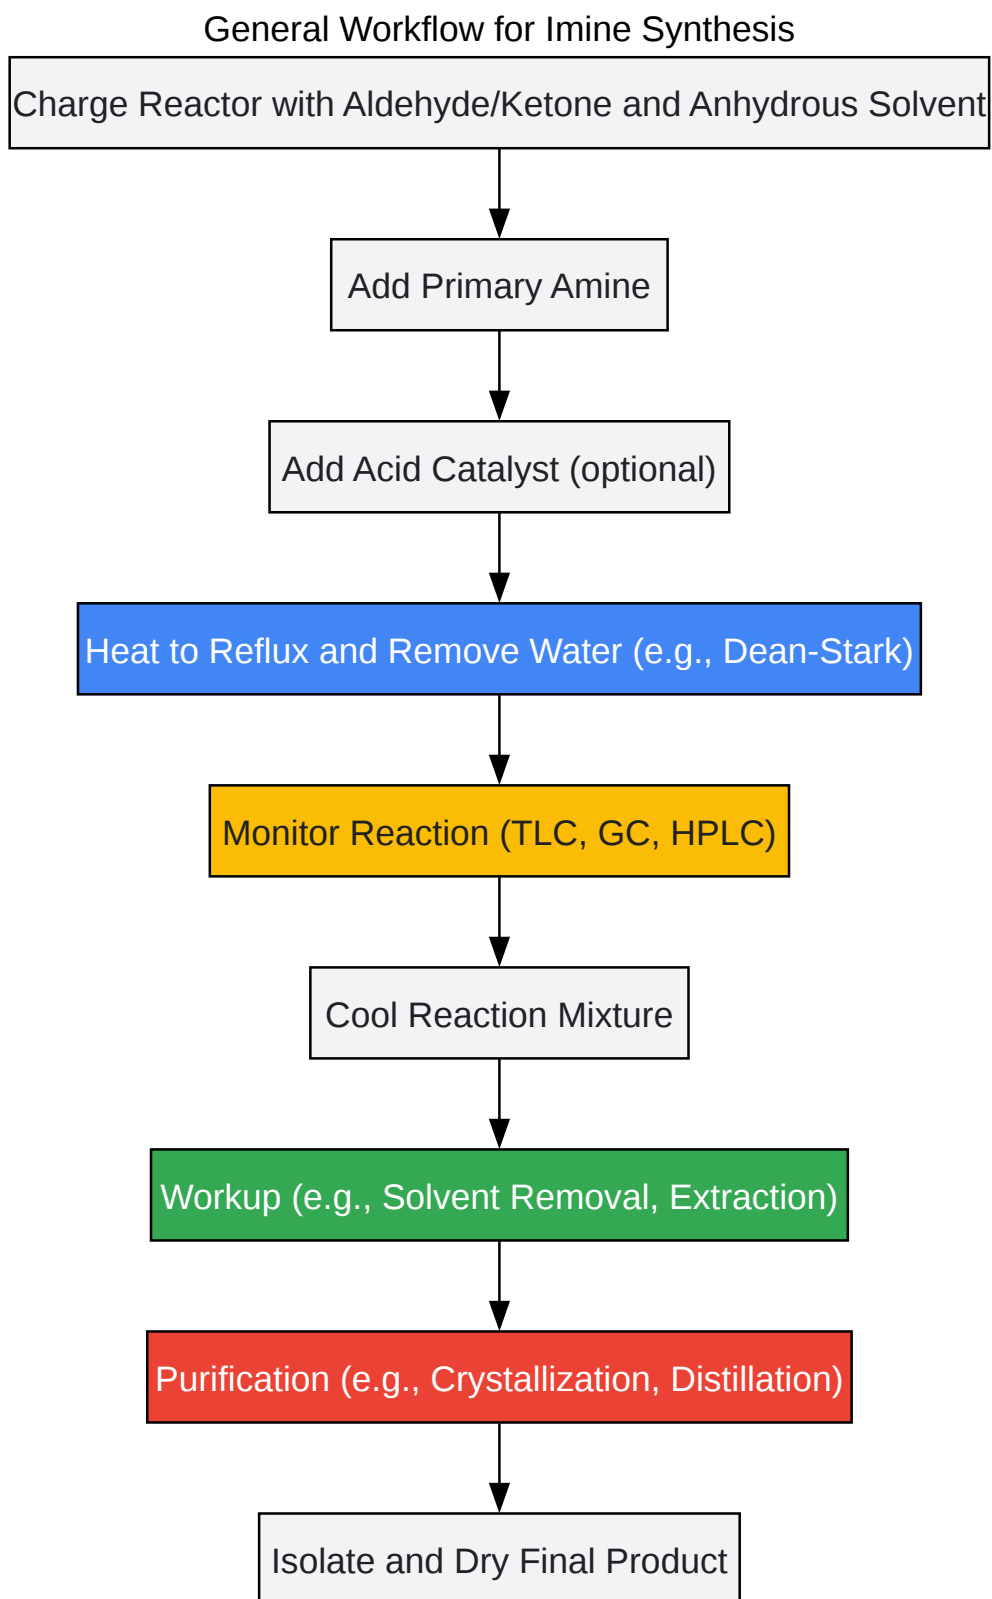 General Workflow for Imine Synthesis
Charge Reactor with Aldehyde/Ketone and Anhydrous Solvent
Add Primary Amine
Add Acid Catalyst (optional)
Heat to Reflux and Remove Water (e.g., Dean-Stark)
Monitor Reaction (TLC, GC, HPLC)
Cool Reaction Mixture
Workup (e.g., Solvent Removal, Extraction)
Purification (e.g., Crystallization, Distillation)
Isolate and Dry Final Product